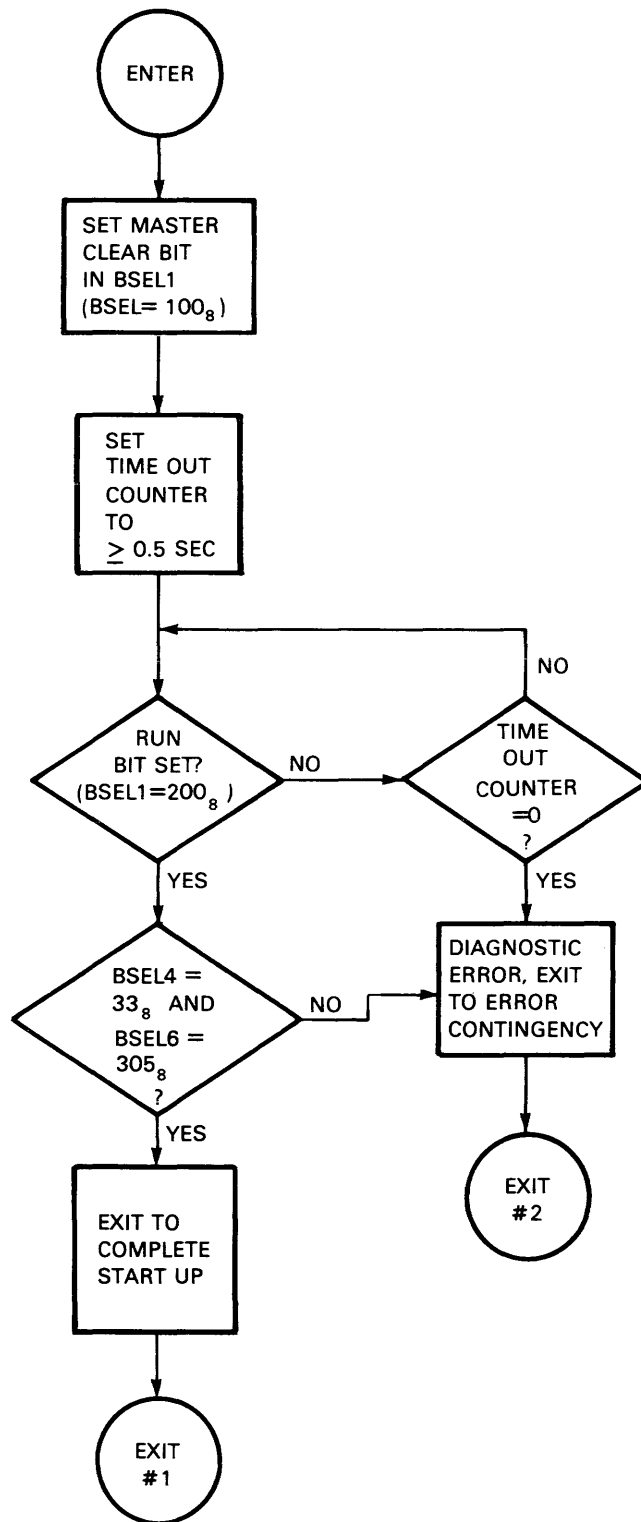 ENTER
SET MASTER
CLEAR BIT
IN BSEL1
(BSEL= 100₈)
SET
TIME OUT
COUNTER
TO
≥ 0.5 SEC
NO
RUN
BIT SET?
(BSEL1=200₈)
NO
TIME
OUT
COUNTER
=0
?
YES
YES
BSEL4 =
33₈ AND
BSEL6 =
305₈
?
NO
DIAGNOSTIC
ERROR, EXIT
TO ERROR
CONTINGENCY
YES
EXIT TO
COMPLETE
START UP
EXIT
#2
EXIT
#1